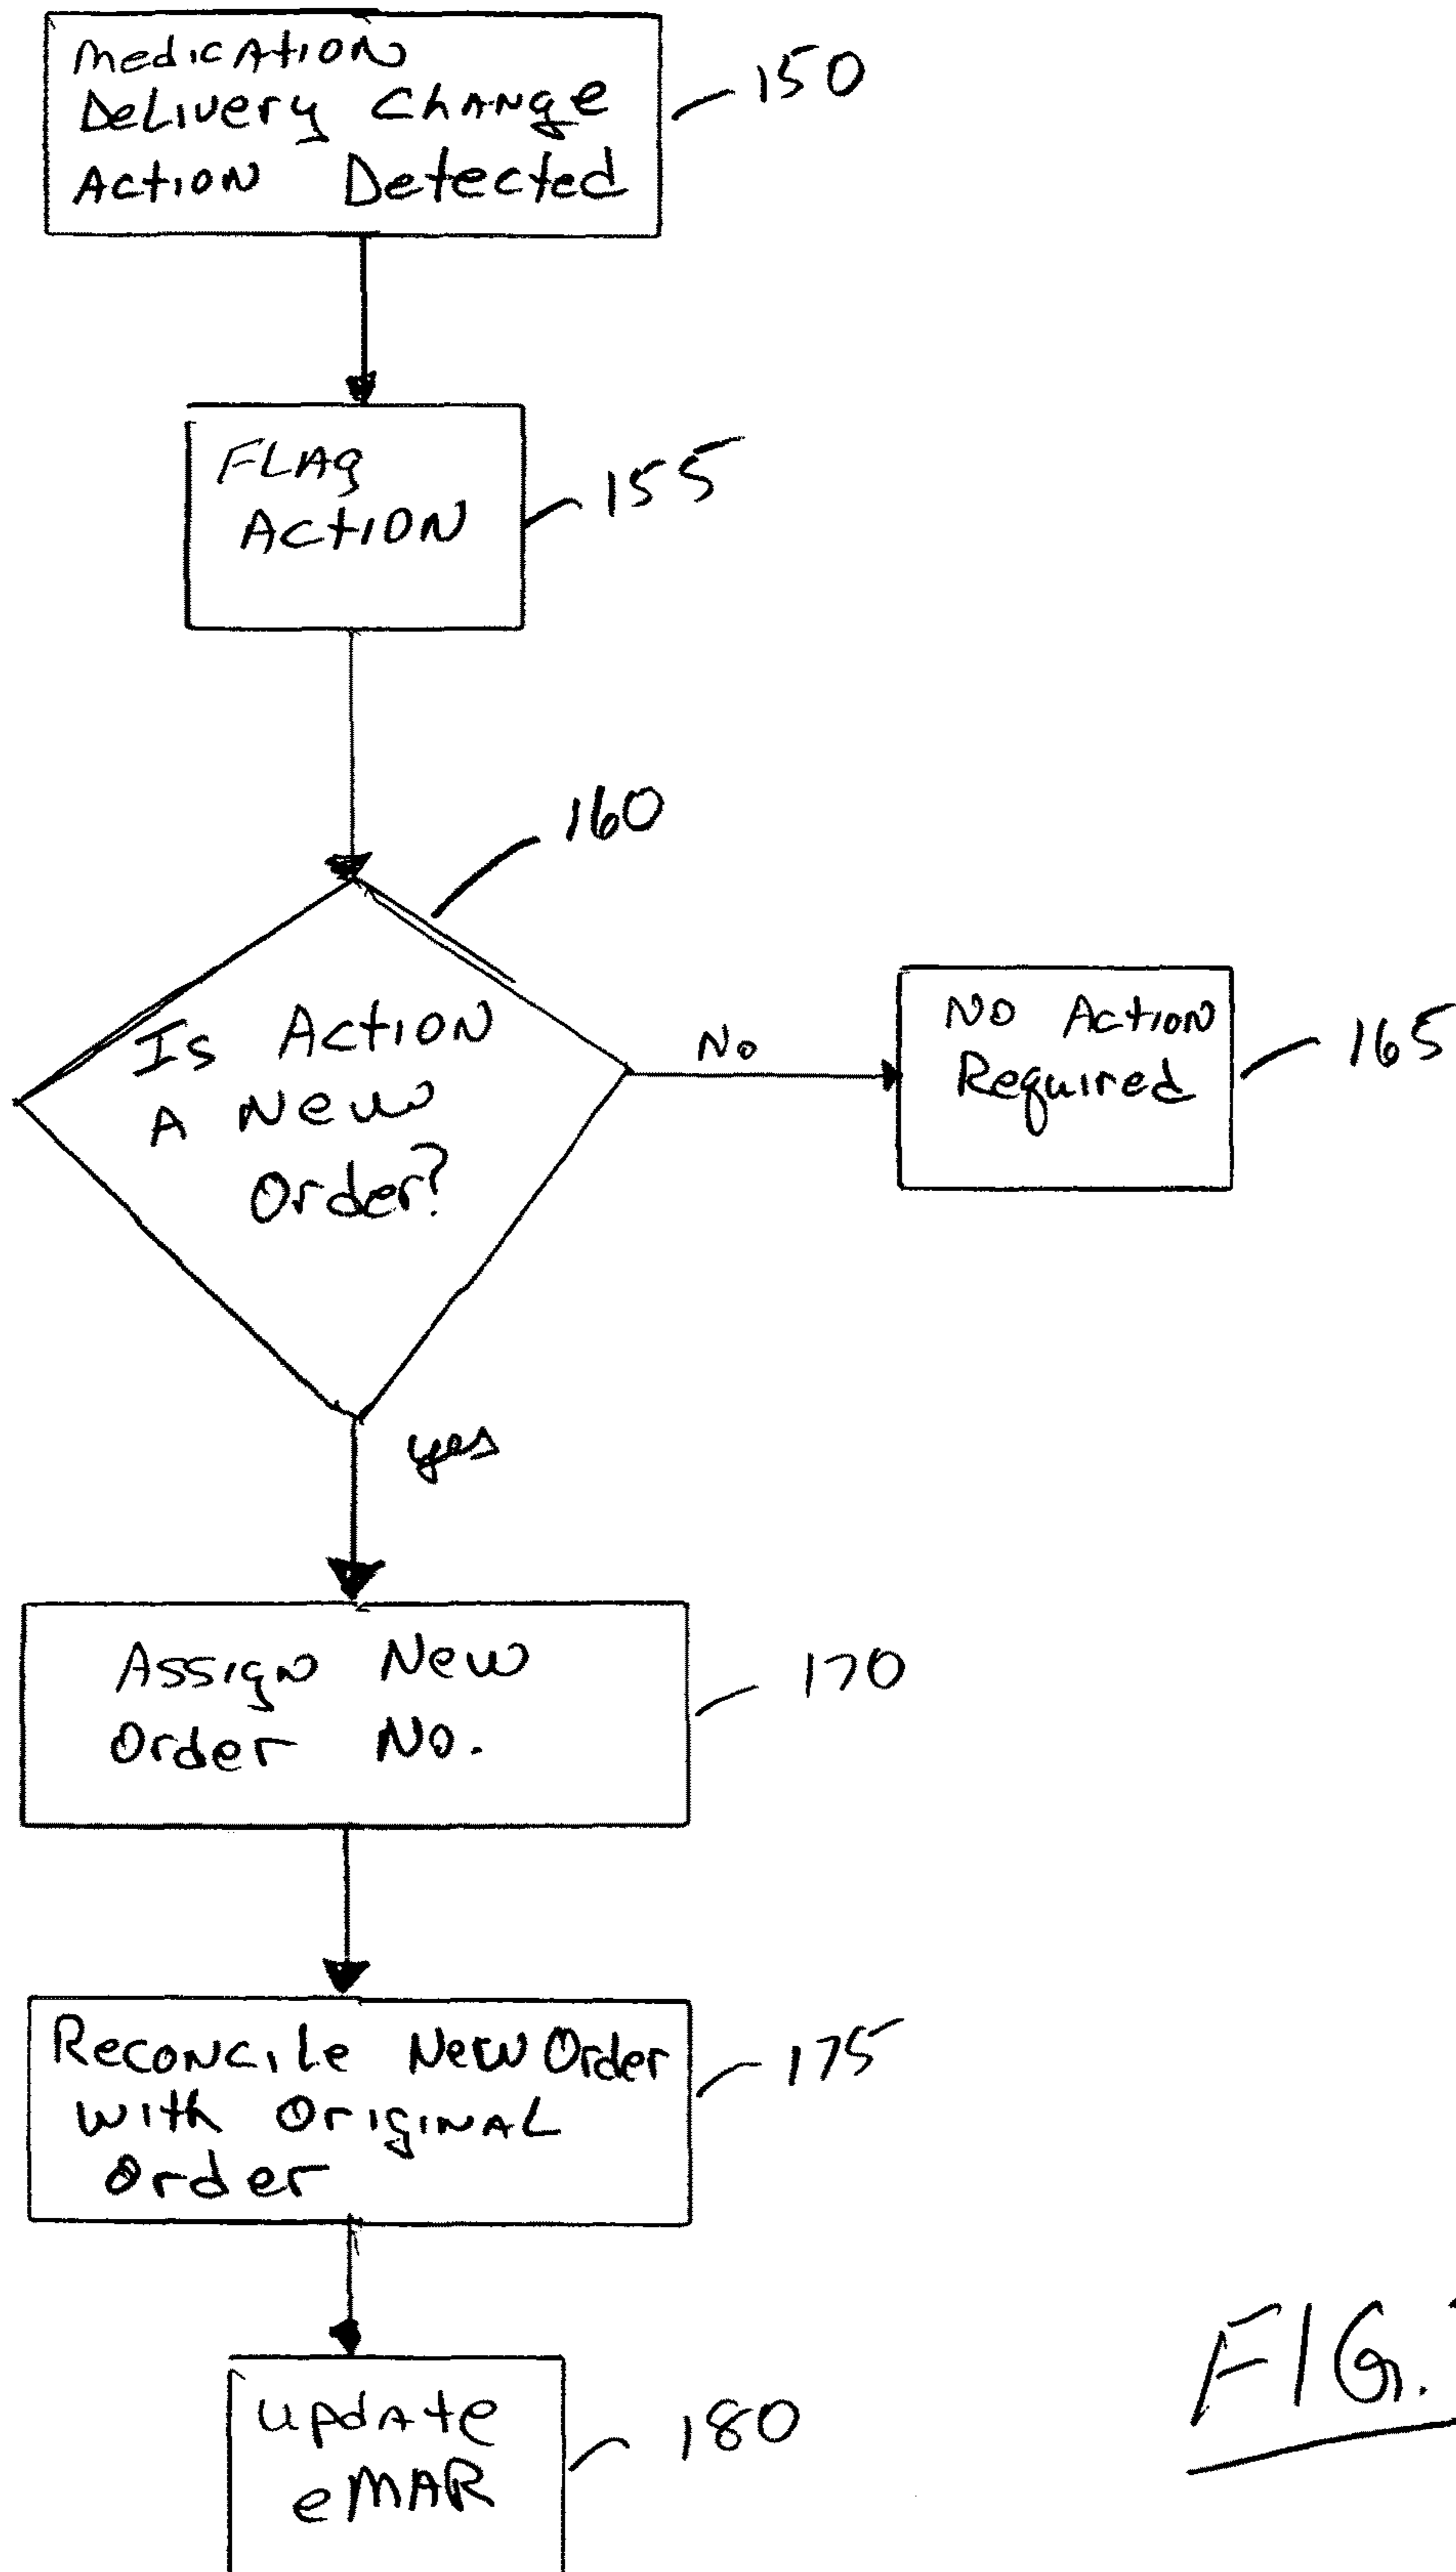 Medication
Delivery Change
Action Detected
150
Flag
Action
155
160
Is Action
A New
Order?
No
No Action
Required
165
yes
Assign New
Order No.
170
Reconcile New Order
with Original
Order
175
update
eMAR
180
FIG.